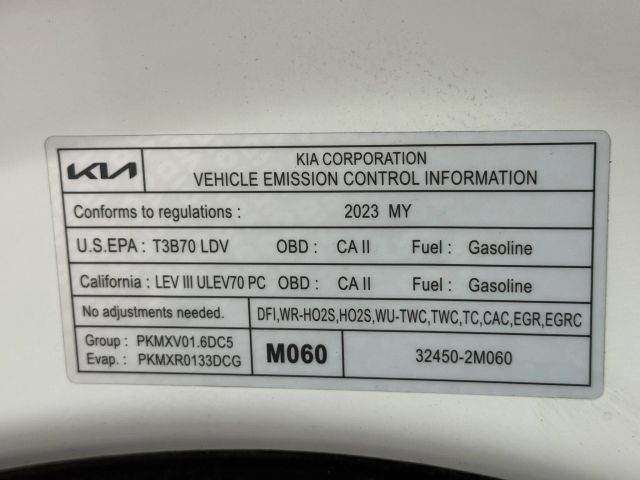 KIA
KIA CORPORATION
VEHICLE EMISSION CONTROL INFORMATION
Conforms to regulations : 2023 MY
U.S.EPA : T3B70 LDV OBD : CA II Fuel : Gasoline
California : LEV III ULEV70 PC OBD : CA II Fuel : Gasoline
No adjustments needed. DFI,WR-HO2S,HO2S,WU-TWC,TWC,TC,CAC,EGR,EGRC
Group : PKMXV01.6DC5
Evap. : PKMXR0133DCG
M060
32450-2M060